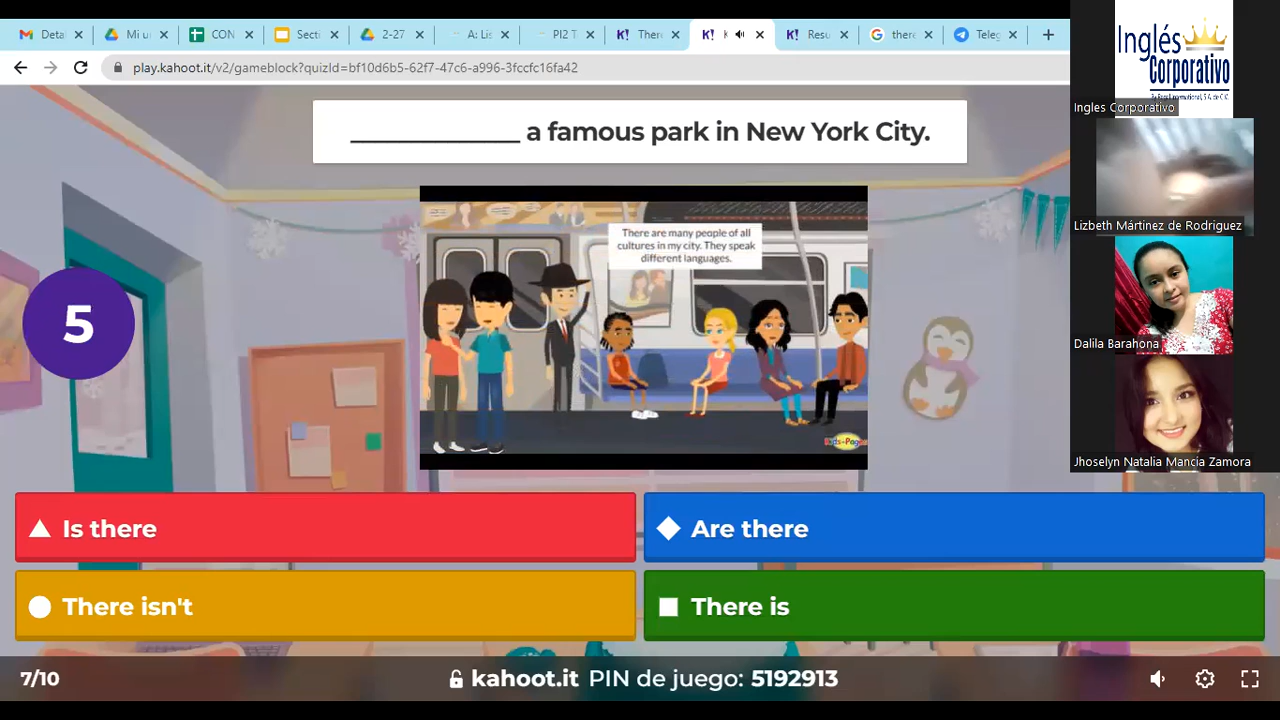 Deta
Mi u
CON
Secti
2-27
A: Lis
PI2 T
There
K
Resu
there
Teleg
play.kahoot.it/v2/gameblock?quizId=bf10d6b5-62f7-47c6-a996-3fccfc16fa42
Inglés
Corporativo
Ingles Corporativo
Lizbeth Mártinez de Rodriguez
Dalila Barahona
Jhoselyn Natalia Mancia Zamora
______________ a famous park in New York City.
There are many people of all
cultures in my city. They speak
different languages.
Kids-Pages
5
Is there
Are there
There isn't
There is
7/10
kahoot.it PIN de juego: 5192913